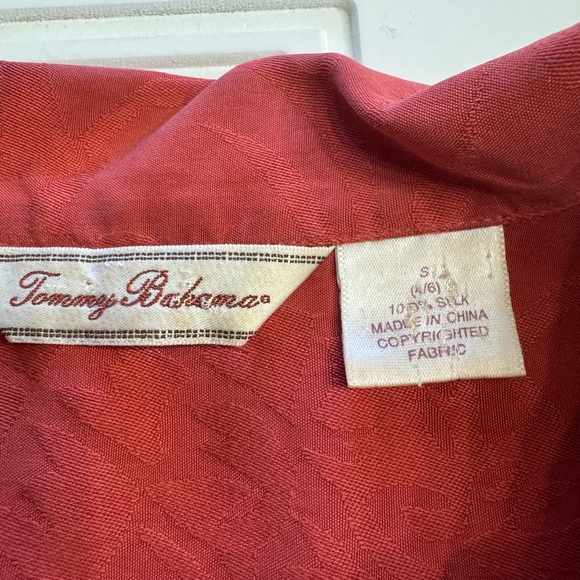 Tommy Bahama
S
(4/6)
100% SILK
MADE IN CHINA
COPYRIGHTED
FABRIC